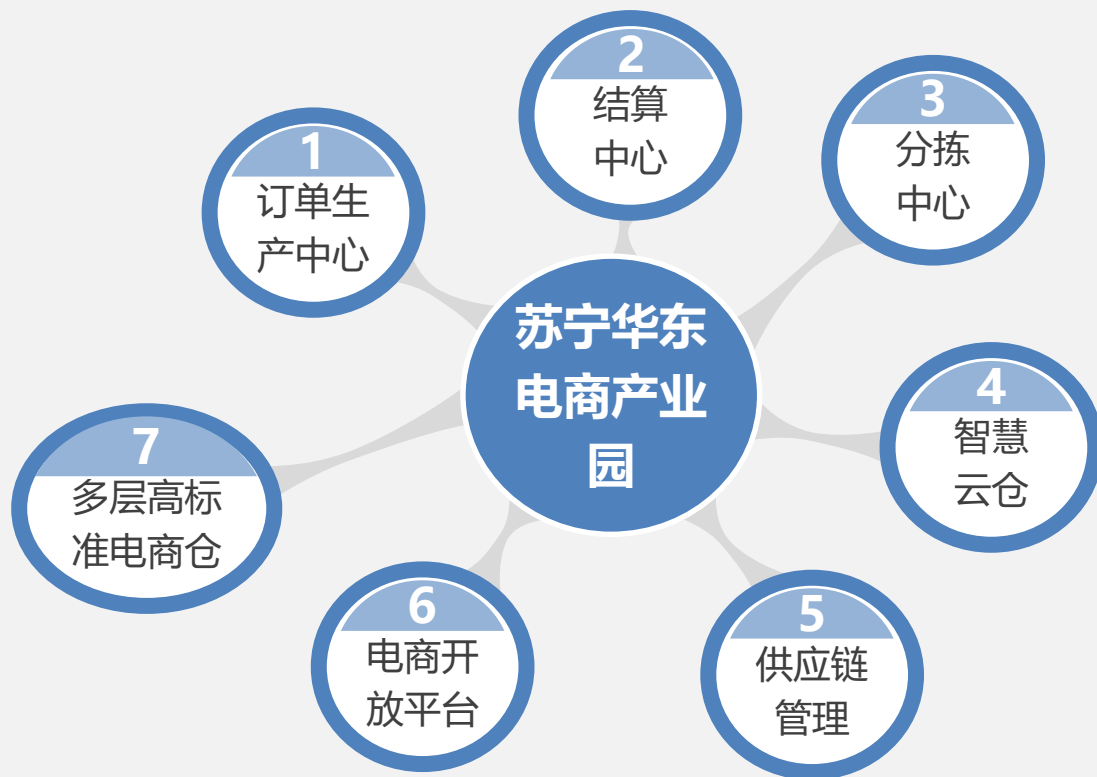 苏宁华东
电商产业
园
1
订单生
产中心
2
结算
中心
3
分拣
中心
4
智慧
云仓
5
供应链
管理
6
电商开
放平台
7
多层高标
准电商仓